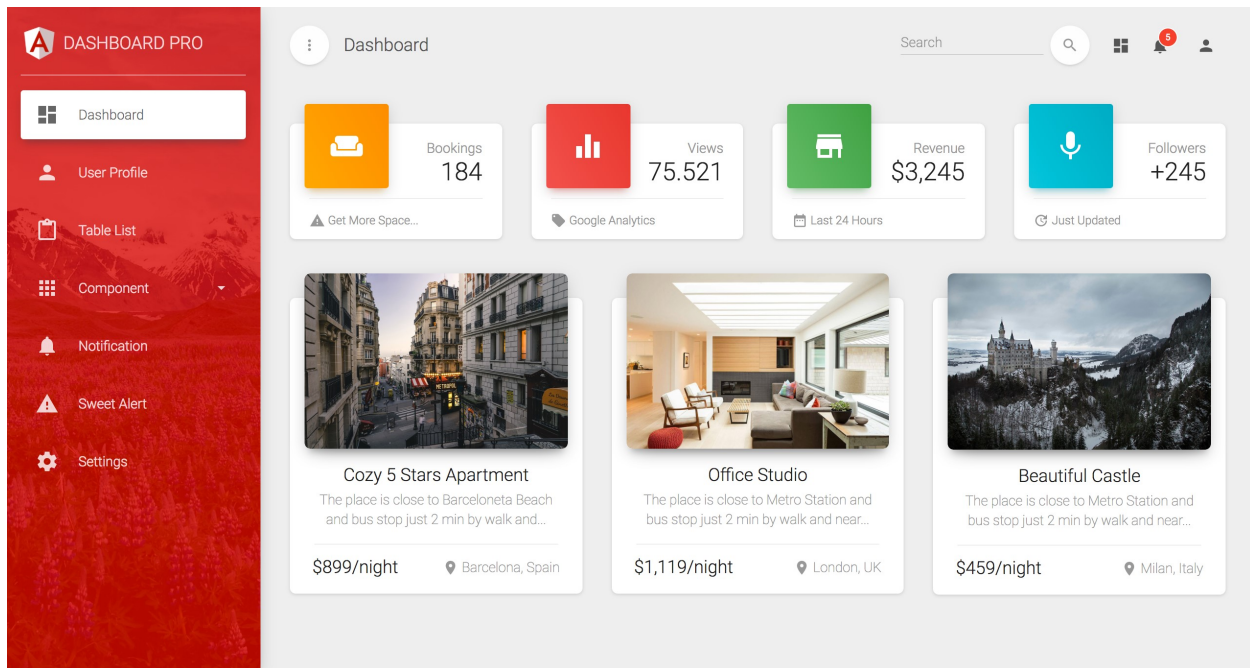 A DASHBOARD PRO
Dashboard
User Profile
Table List
Component
Notification
Sweet Alert
Settings
Dashboard
Search
5
Bookings
184
Get More Space...
Views
75.521
Google Analytics
Revenue
$3,245
Last 24 Hours
Followers
+245
Just Updated
METROPOL
Cozy 5 Stars Apartment
The place is close to Barceloneta Beach
and bus stop just 2 min by walk and...
$899/night
Barcelona, Spain
Office Studio
The place is close to Metro Station and
bus stop just 2 min by walk and near...
$1,119/night
London, UK
Beautiful Castle
The place is close to Metro Station and
bus stop just 2 min by walk and near...
$459/night
Milan, Italy